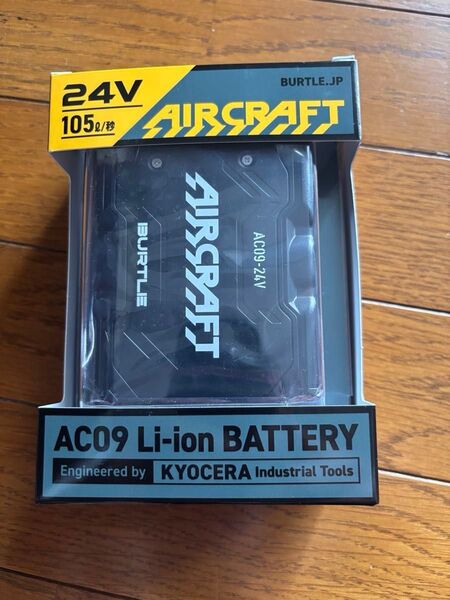 24V
105ℓ/秒
AIRCRAFT
BURTLE.JP
AIRCRAFT
BURTLE
AC09-24V
AC09 Li-ion BATTERY
Engineered by KYOCERA Industrial Tools